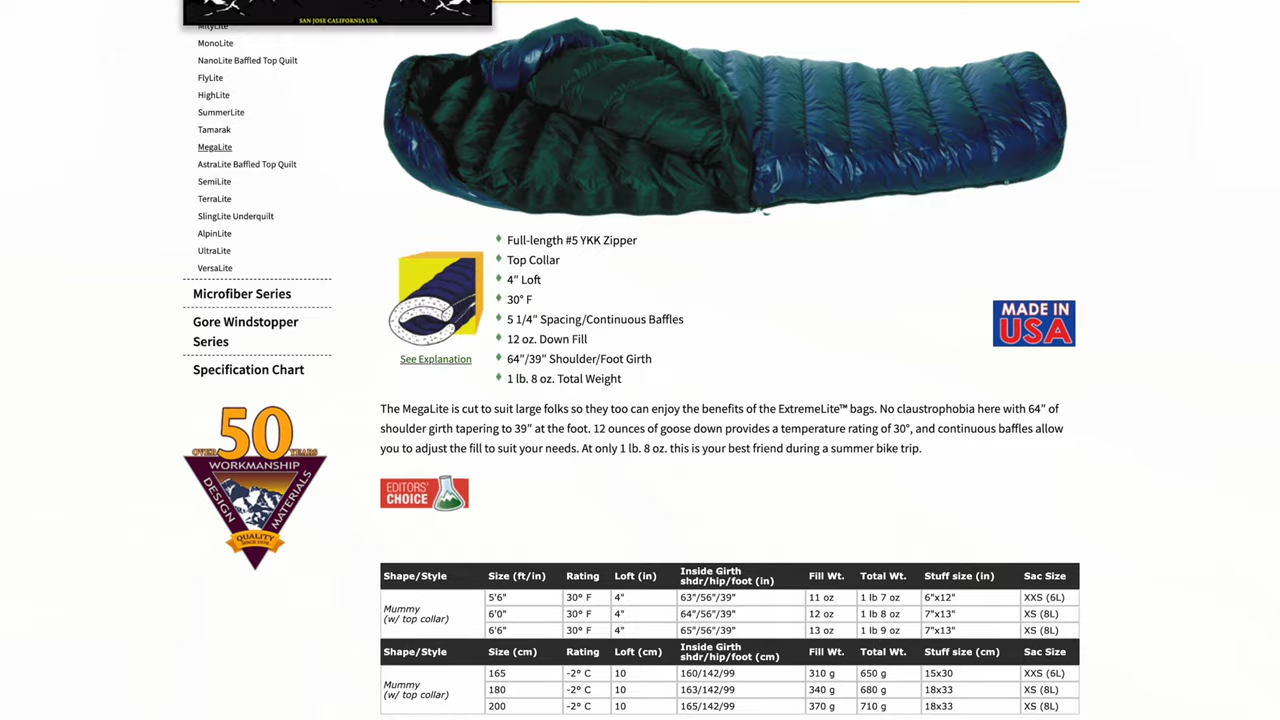 SAN JOSE CALIFORNIA USA
MityLite
MonoLite
NanoLite Baffled Top Quilt
FlyLite
HighLite
SummerLite
Tamarak
MegaLite
AstraLite Baffled Top Quilt
SemiLite
TerraLite
SlingLite Underquilt
AlpinLite
UltraLite
VersaLite
Microfiber Series
Gore Windstopper
Series
Specification Chart
OVER 50 YEARS
WORKMANSHIP
DESIGN
MATERIALS
QUALITY
SINCE 1970
See Explanation
Full-length #5 YKK Zipper
Top Collar
4″ Loft
30° F
5 1/4″ Spacing/Continuous Baffles
12 oz. Down Fill
64″/39″ Shoulder/Foot Girth
1 lb. 8 oz. Total Weight
MADE IN
USA
The MegaLite is cut to suit large folks so they too can enjoy the benefits of the ExtremeLite™ bags. No claustrophobia here with 64″ of
shoulder girth tapering to 39″ at the foot. 12 ounces of goose down provides a temperature rating of 30°, and continuous baffles allow
you to adjust the fill to suit your needs. At only 1 lb. 8 oz. this is your best friend during a summer bike trip.
EDITORS'
CHOICE
Shape/Style Size (ft/in) Rating Loft (in) Inside Girth shdr/hip/foot (in) Fill Wt. Total Wt. Stuff size (in) Sac Size
Mummy (w/ top collar) 5'6" 30° F 4" 63"/56"/39" 11 oz 1 lb 7 oz 6"x12" XXS (6L)
6'0" 30° F 4" 64"/56"/39" 12 oz 1 lb 8 oz 7"x13" XS (8L)
6'6" 30° F 4" 65"/56"/39" 13 oz 1 lb 9 oz 7"x13" XS (8L)
Shape/Style Size (cm) Rating Loft (cm) Inside Girth shdr/hip/foot (cm) Fill Wt. Total Wt. Stuff size (cm) Sac Size
Mummy (w/ top collar) 165 -2° C 10 160/142/99 310 g 650 g 15x30 XXS (6L)
180 -2° C 10 163/142/99 340 g 680 g 18x33 XS (8L)
200 -2° C 10 165/142/99 370 g 710 g 18x33 XS (8L)